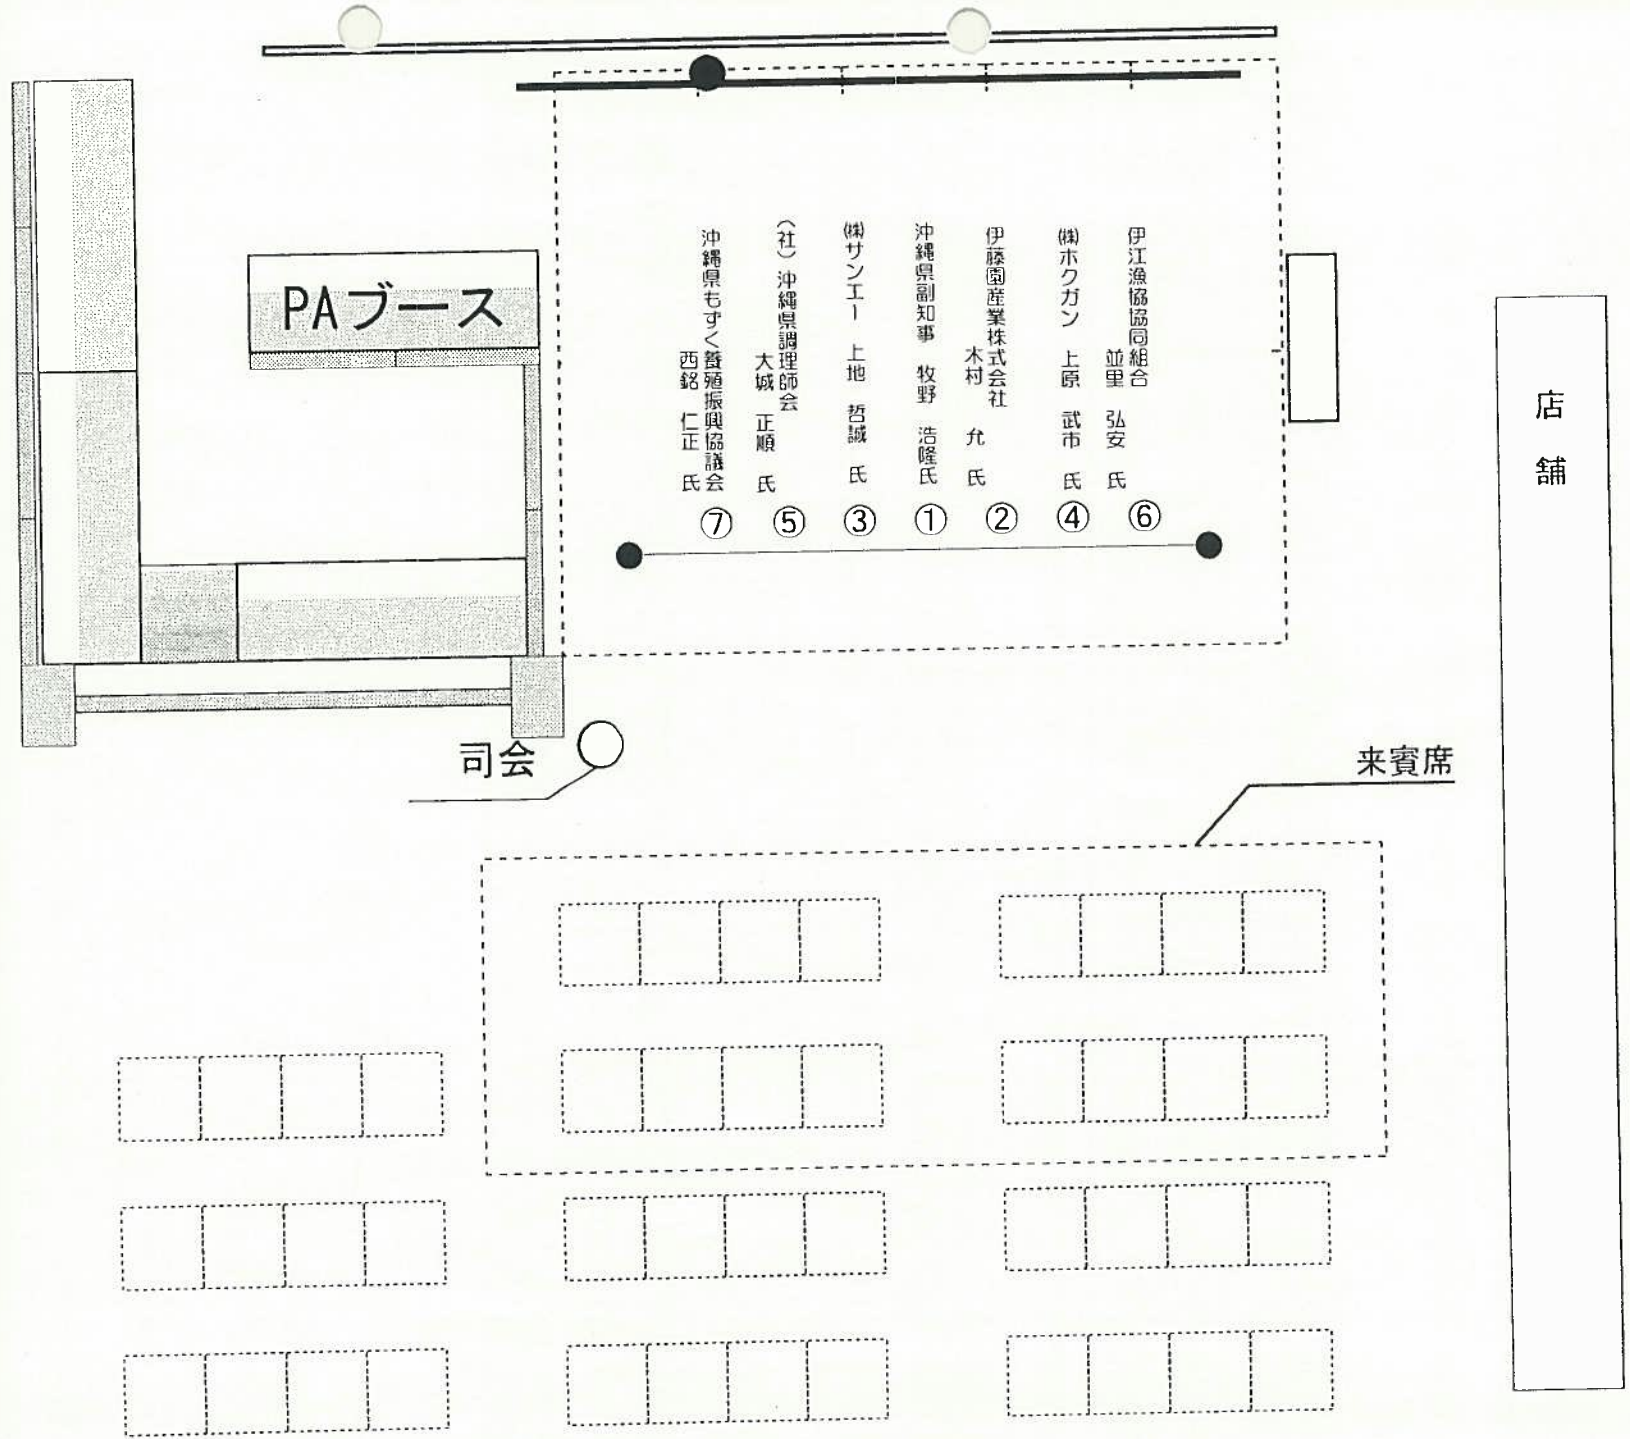 PAブース
伊江漁協協同組合
並里 弘安 氏
⑥
㈱ホクガン 上原 武市 氏
④
伊藤園産業株式会社
木村 允 氏
②
沖縄県副知事 牧野 浩隆氏
①
㈱サンエー 上地 哲誠 氏
③
（社）沖縄県調理師会
大城 正順 氏
⑤
沖縄県もずく養殖振興協議会
西銘 仁正 氏
⑦
店舗
司会
来賓席